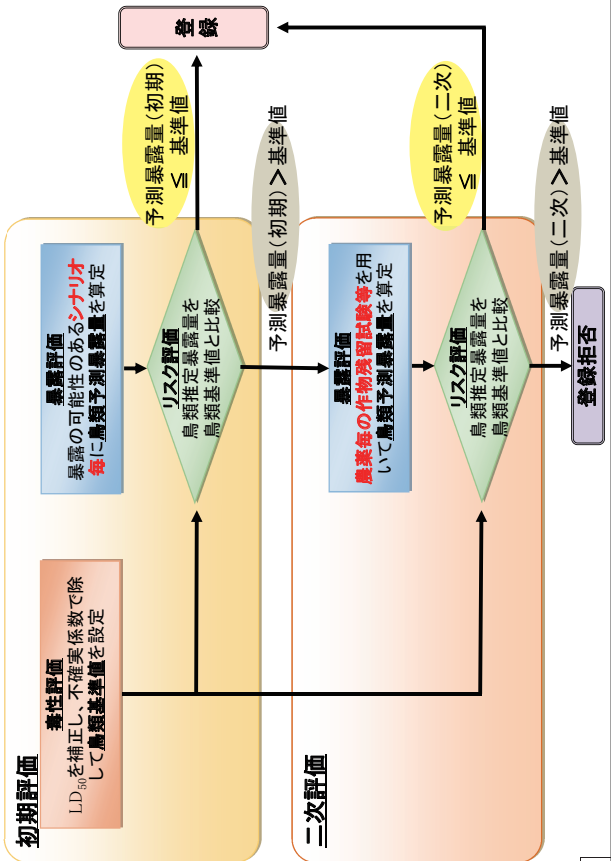 初期評価
毒性評価
LD50を補正し、不確実係数で除
して鳥類基準値を設定
暴露評価
暴露の可能性のあるシナリオ
毎に鳥類予測暴露量を算定
リスク評価
鳥類推定暴露量を
鳥類基準値と比較
予測暴露量(初期)
≦ 基準値
登録
予測暴露量(初期)＞基準値
二次評価
暴露評価
農薬毎の作物残留試験等を用
いて鳥類予測暴露量を算定
リスク評価
鳥類推定暴露量を
鳥類基準値と比較
予測暴露量(二次)
≦ 基準値
予測暴露量(二次)＞基準値
登録拒否